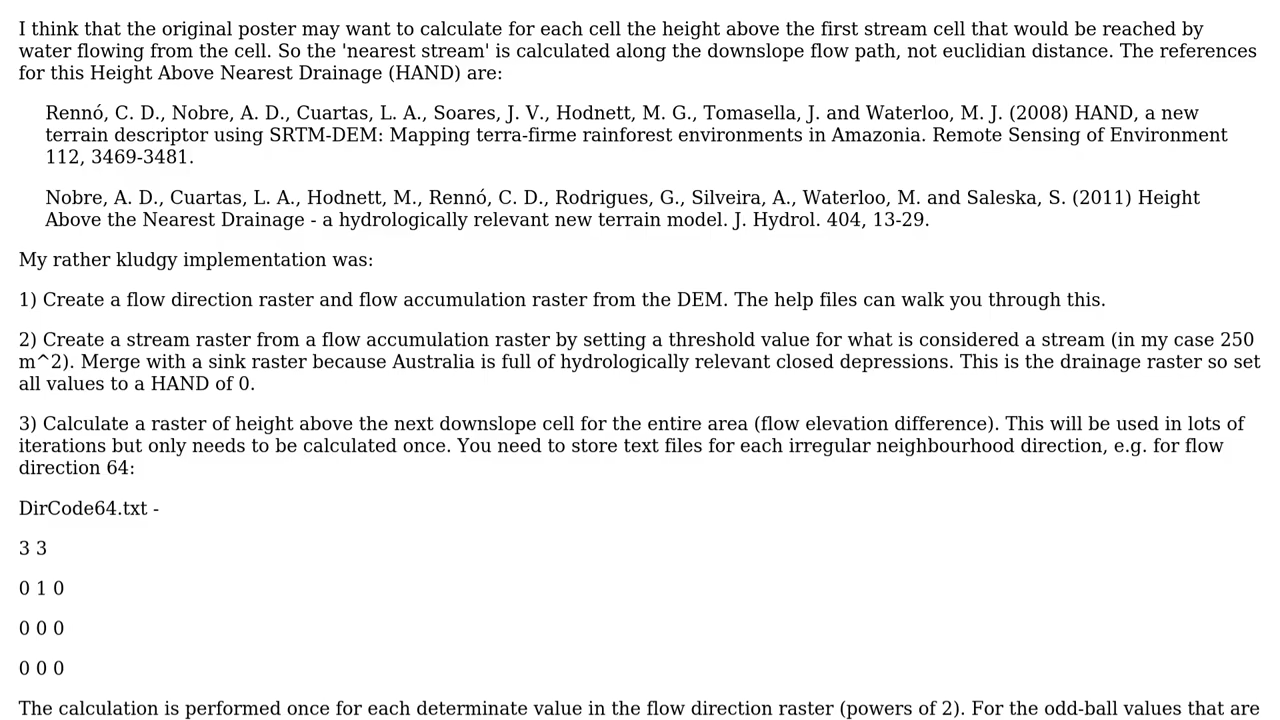 I think that the original poster may want to calculate for each cell the height above the first stream cell that would be reached by
water flowing from the cell. So the 'nearest stream' is calculated along the downslope flow path, not euclidian distance. The references
for this Height Above Nearest Drainage (HAND) are:
Rennó, C. D., Nobre, A. D., Cuartas, L. A., Soares, J. V., Hodnett, M. G., Tomasella, J. and Waterloo, M. J. (2008) HAND, a new
terrain descriptor using SRTM-DEM: Mapping terra-firme rainforest environments in Amazonia. Remote Sensing of Environment
112, 3469-3481.
Nobre, A. D., Cuartas, L. A., Hodnett, M., Rennó, C. D., Rodrigues, G., Silveira, A., Waterloo, M. and Saleska, S. (2011) Height
Above the Nearest Drainage - a hydrologically relevant new terrain model. J. Hydrol. 404, 13-29.
My rather kludgy implementation was:
1) Create a flow direction raster and flow accumulation raster from the DEM. The help files can walk you through this.
2) Create a stream raster from a flow accumulation raster by setting a threshold value for what is considered a stream (in my case 250
m^2). Merge with a sink raster because Australia is full of hydrologically relevant closed depressions. This is the drainage raster so set
all values to a HAND of 0.
3) Calculate a raster of height above the next downslope cell for the entire area (flow elevation difference). This will be used in lots of
iterations but only needs to be calculated once. You need to store text files for each irregular neighbourhood direction, e.g. for flow
direction 64:
DirCode64.txt -
3 3
0 1 0
0 0 0
0 0 0
The calculation is performed once for each determinate value in the flow direction raster (powers of 2). For the odd-ball values that are